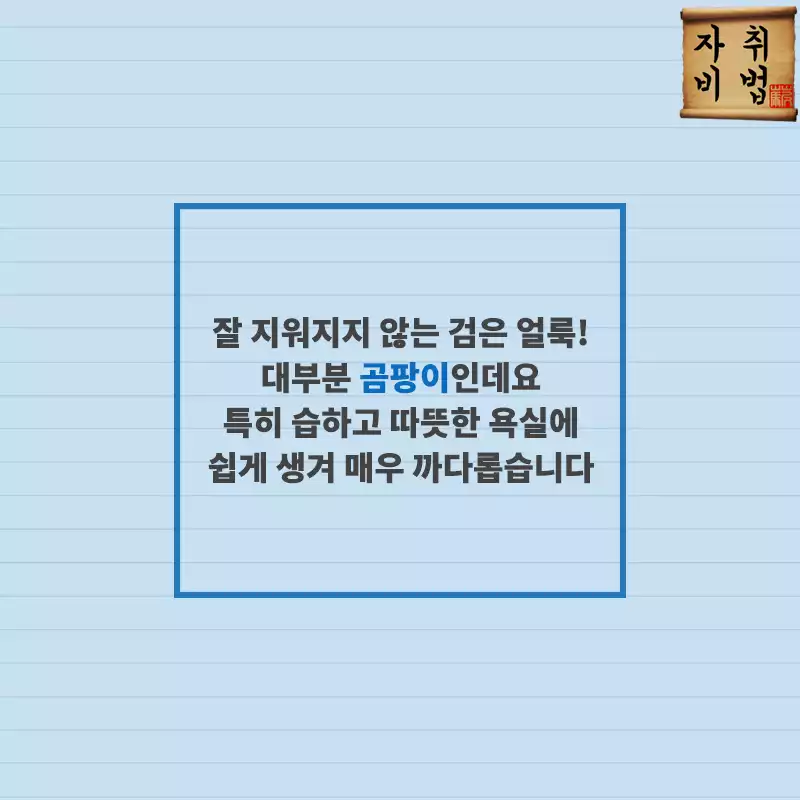 자취
비법
잘 지워지지 않는 검은 얼룩!
대부분 곰팡이인데요
특히 습하고 따뜻한 욕실에
쉽게 생겨 매우 까다롭습니다